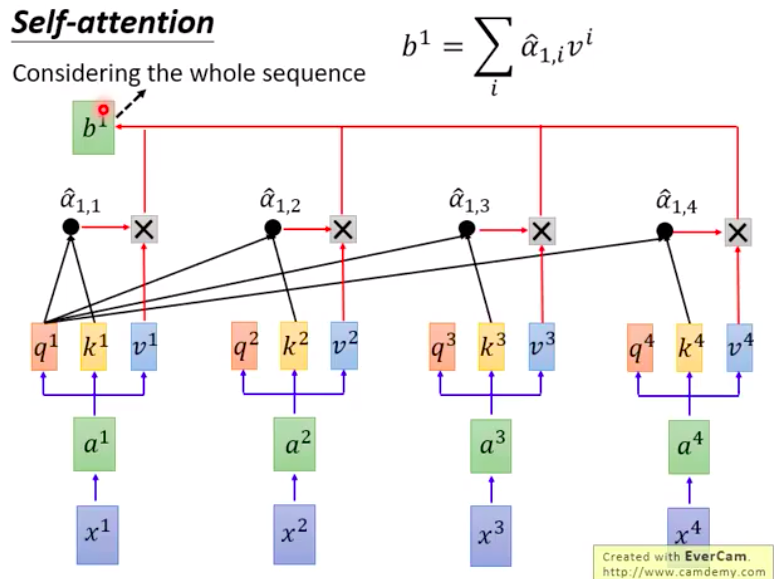 Self-attention
b¹ = ∑ᵢ α̂₁,ᵢvⁱ
Considering the whole sequence
b¹
α̂₁,₁ α̂₁,₂ α̂₁,₃ α̂₁,₄
q¹ k¹ v¹ q² k² v² q³ k³ v³ q⁴ k⁴ v⁴
a¹ a² a³ a⁴
x¹ x² x³ x⁴
Created with EverCam.
http://www.camdemy.com